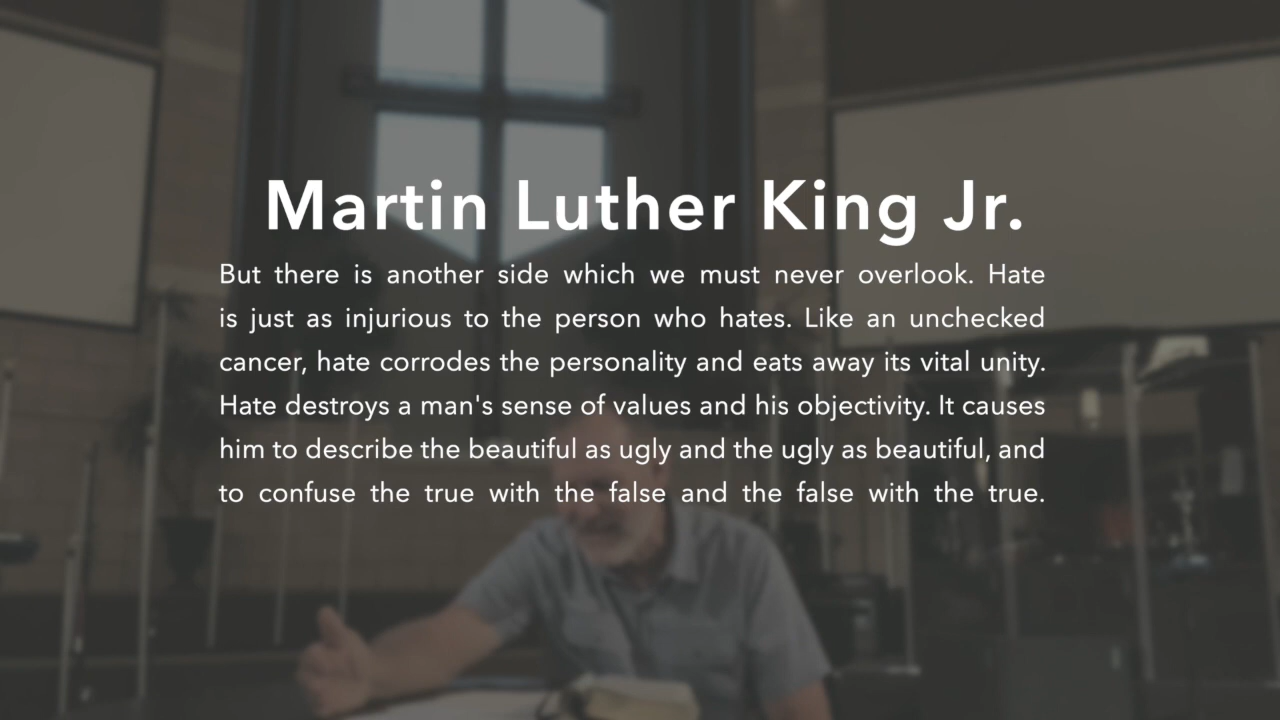 Martin Luther King Jr.
But there is another side which we must never overlook. Hate
is just as injurious to the person who hates. Like an unchecked
cancer, hate corrodes the personality and eats away its vital unity.
Hate destroys a man's sense of values and his objectivity. It causes
him to describe the beautiful as ugly and the ugly as beautiful, and
to confuse the true with the false and the false with the true.